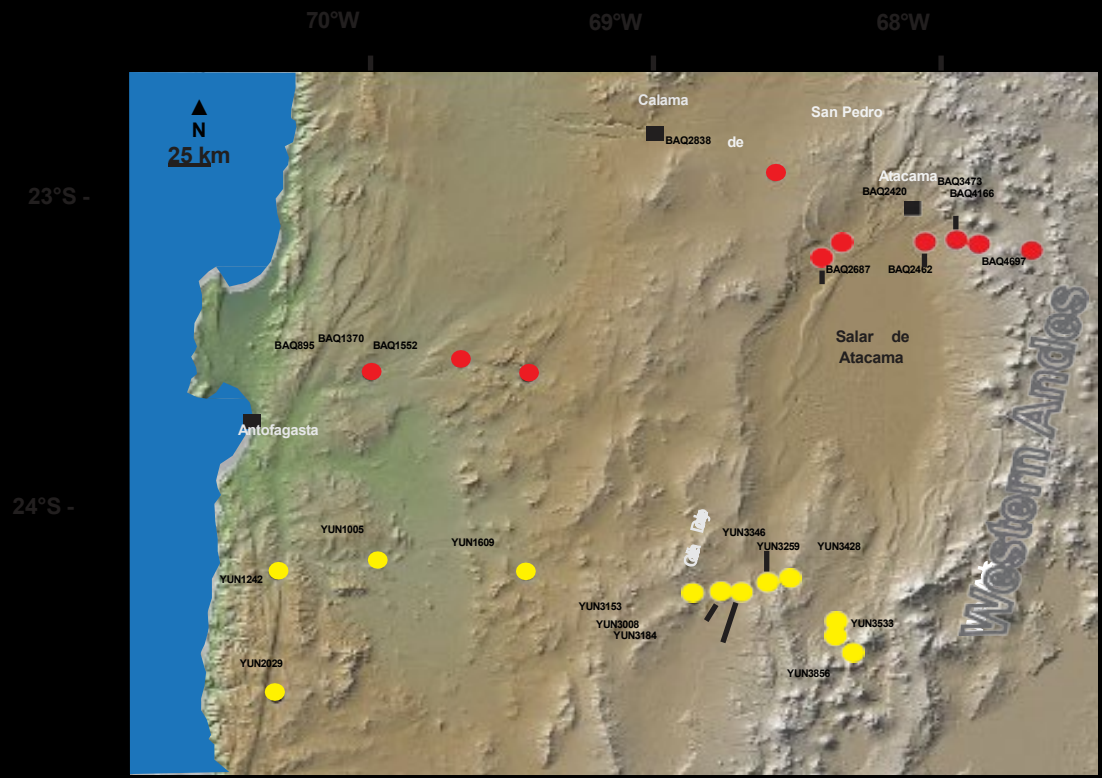 70°W 69°W 68°W
Calama
San Pedro
N
BAQ2838 de
25 km
Atacama BAQ3473
23°S - BAQ2420 BAQ4166
BAQ4697
BAQ2687 BAQ2462
Salar de
Atacama
BAQ895 BAQ1370 BAQ1552
Western Andes
Antofagasta
24°S -
YUN1005 YUN3346
YUN1609 YUN3259 YUN3428
YUN1242
YUN3153
YUN3008 YUN3533
YUN3184
YUN2029
YUN3856